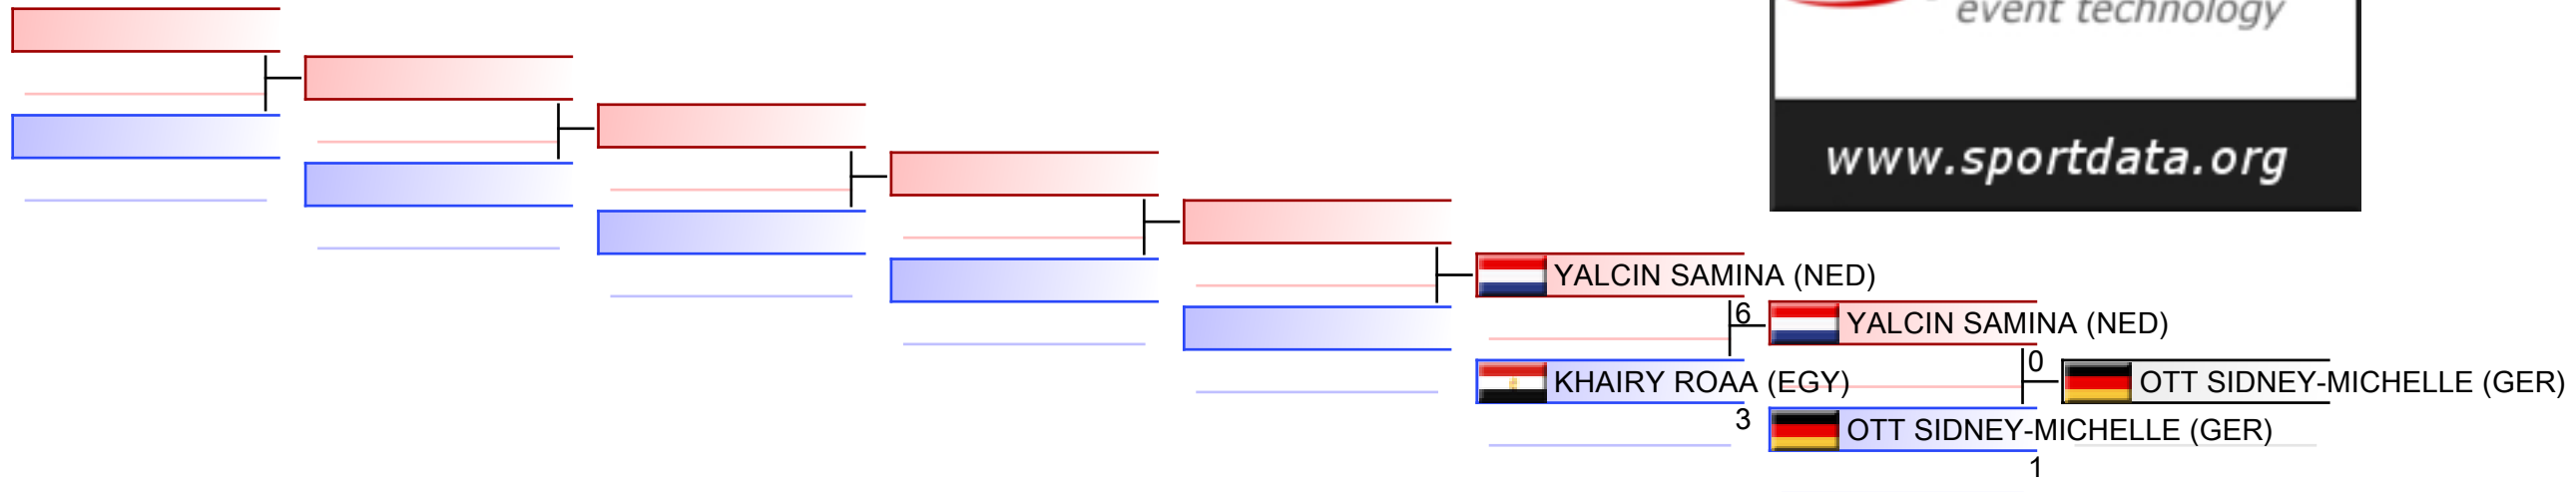 event technology
www.sportdata.org
YALCIN SAMINA (NED)
6
YALCIN SAMINA (NED)
KHAIRY ROAA (EGY)
3
0
OTT SIDNEY-MICHELLE (GER)
OTT SIDNEY-MICHELLE (GER)
1